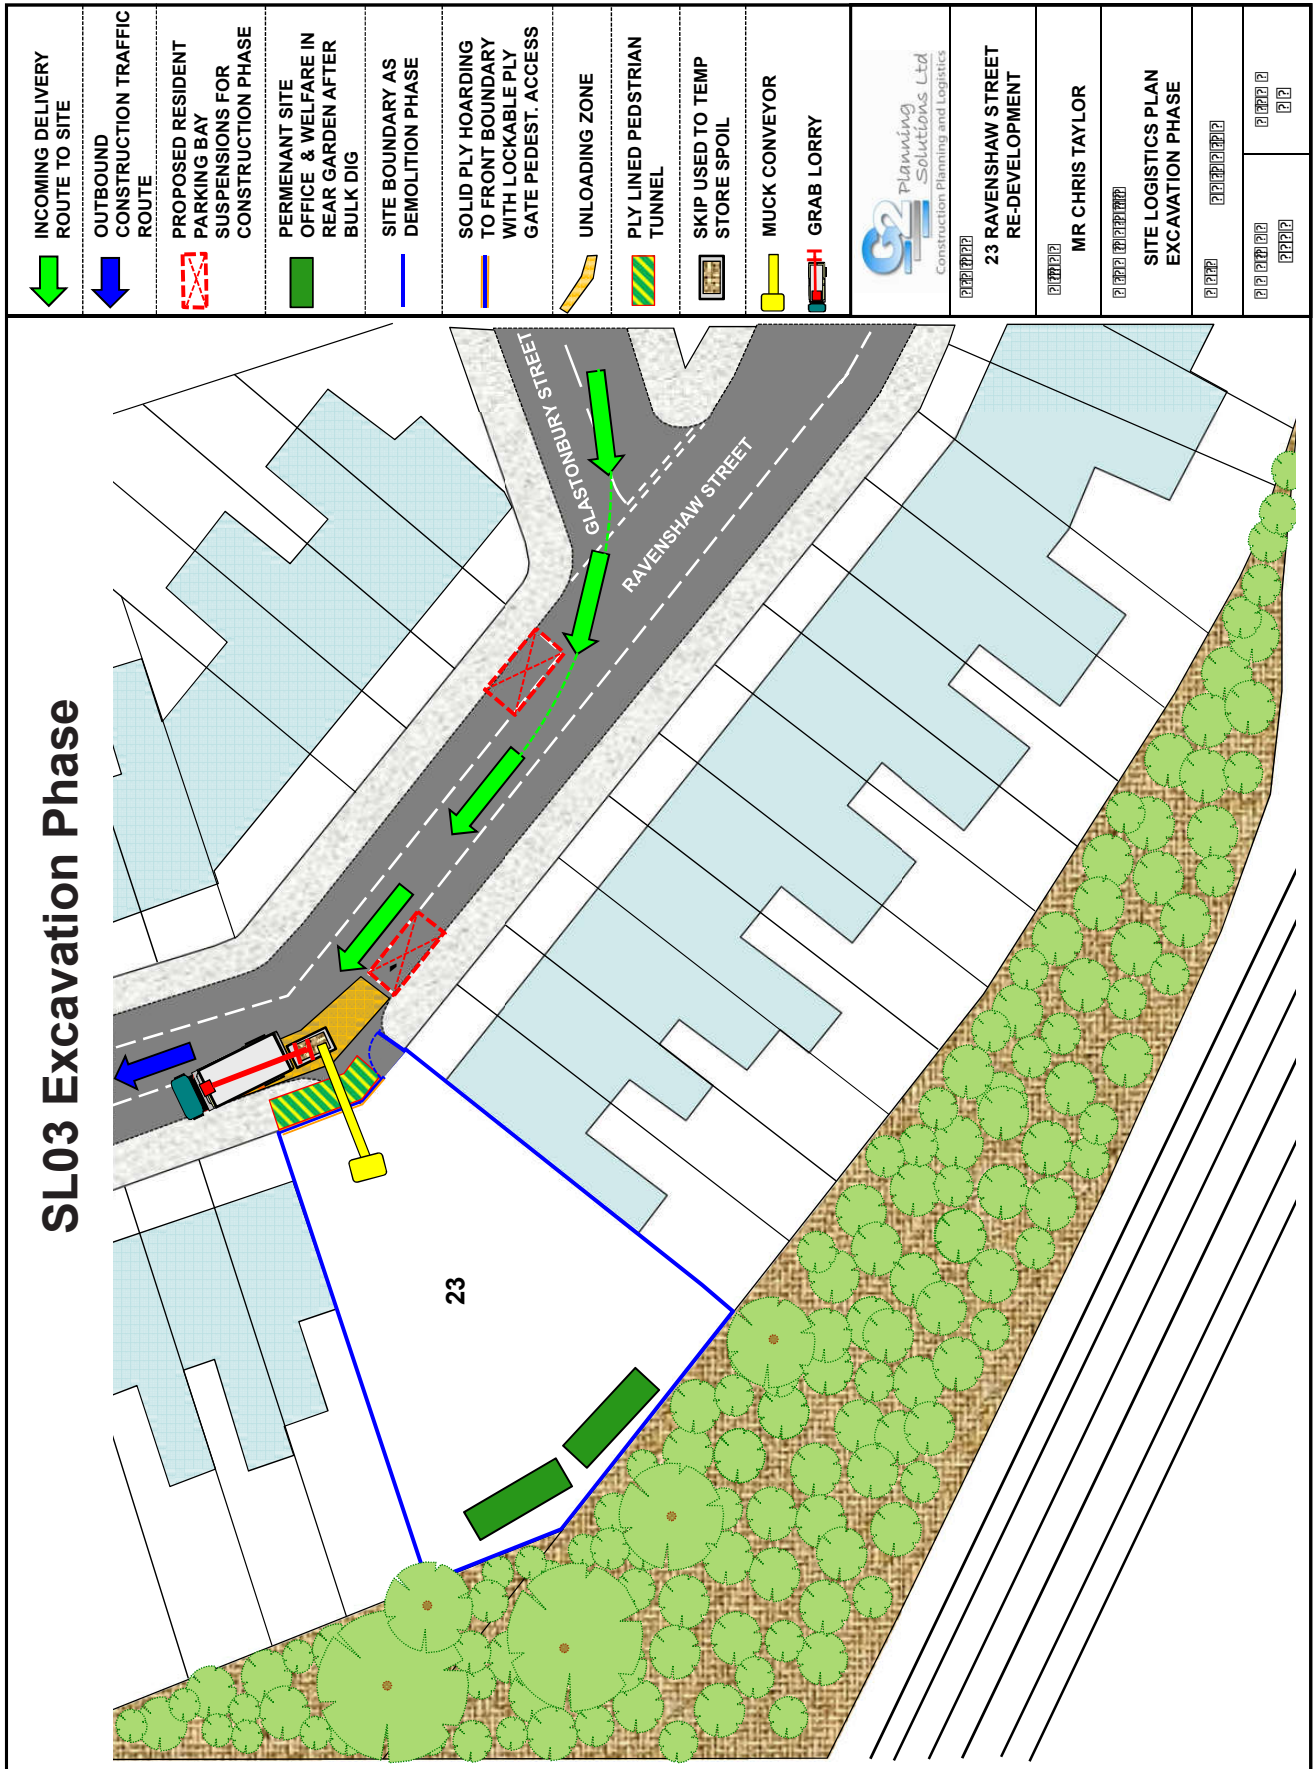 SL03 Excavation Phase
INCOMING DELIVERY
ROUTE TO SITE
OUTBOUND
CONSTRUCTION TRAFFIC
ROUTE
PROPOSED RESIDENT
PARKING BAY
SUSPENSIONS FOR
CONSTRUCTION PHASE
PERMENANT SITE
OFFICE & WELFARE IN
REAR GARDEN AFTER
BULK DIG
SITE BOUNDARY AS
DEMOLITION PHASE
SOLID PLY HOARDING
TO FRONT BOUNDARY
WITH LOCKABLE PLY
GATE PEDEST. ACCESS
UNLOADING ZONE
PLY LINED PEDSTRIAN
TUNNEL
SKIP USED TO TEMP
STORE SPOIL
MUCK CONVEYOR
GRAB LORRY
G2 Planning
Solutions Ltd
Construction Planning and Logistics
23 RAVENSHAW STREET
RE-DEVELOPMENT
MR CHRIS TAYLOR
SITE LOGISTICS PLAN
EXCAVATION PHASE
GLASTONBURY STREET
RAVENSHAW STREET
23